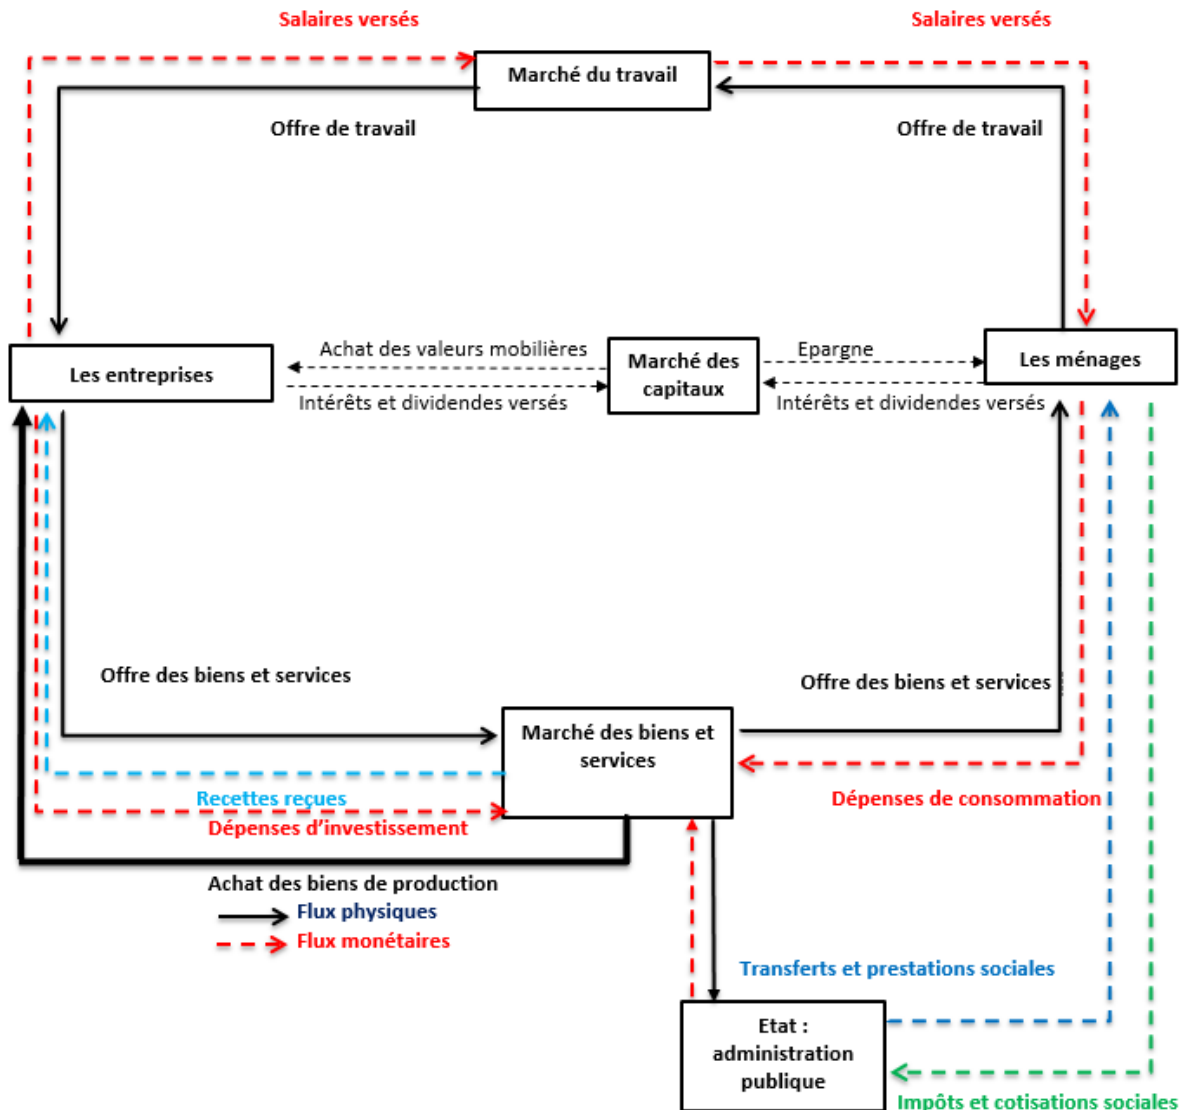 Salaires versés
Salaires versés
Marché du travail
Offre de travail
Offre de travail
Les entreprises
Achat des valeurs mobilières
Intérêts et dividendes versés
Marché des
capitaux
Epargne
Intérêts et dividendes versés
Les ménages
Offre des biens et services
Offre des biens et services
Marché des biens et
services
Recettes reçues
Dépenses d’investissement
Dépenses de consommation
Achat des biens de production
Flux physiques
Flux monétaires
Transferts et prestations sociales
Etat :
administration
publique
Impôts et cotisations sociales